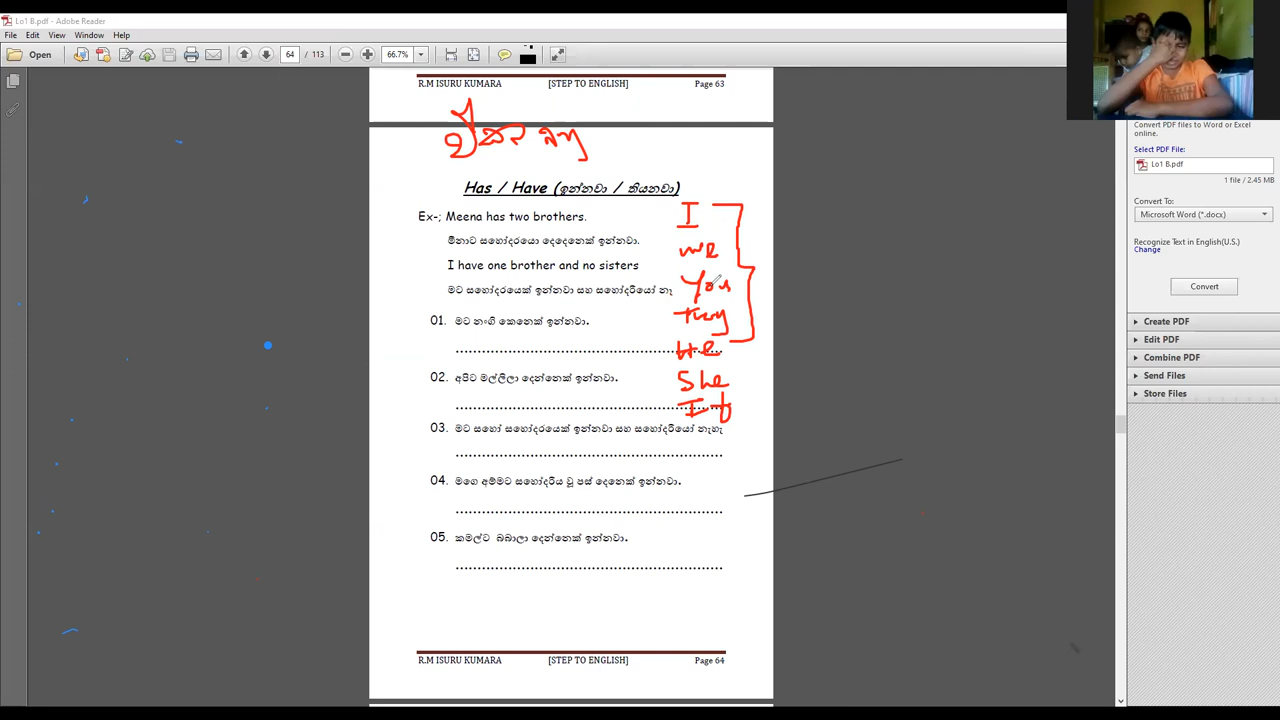 Lo1 B.pdf - Adobe Reader
File Edit View Window Help
Open 64 / 113 66.7%
R.M ISURU KUMARA [STEP TO ENGLISH] Page 63
Has / Have (ඉන්නවා / තියනවා)
Ex-; Meena has two brothers.
මීනාට සහෝදරයො දෙදෙනෙක් ඉන්නවා.
I have one brother and no sisters
මට සහෝදරයෙක් ඉන්නවා සහ සහෝදරියෝ නෑ
01. මට නංගි කෙනෙක් ඉන්නවා.
02. අපිට මල්ලිලා දෙන්නෙක් ඉන්නවා.
03. මට සහෝ සහෝදරයෙක් ඉන්නවා සහ සහෝදරියෝ නැහැ
04. මගෙ අම්මට සහෝදරිය වූ පස් දෙනෙක් ඉන්නවා.
05. කමල්ට බබාලා දෙන්නෙක් ඉන්නවා.
I
we
You
They
He
She
It
R.M ISURU KUMARA [STEP TO ENGLISH] Page 64
Convert PDF files to Word or Excel
online.
Select PDF File:
Lo1 B.pdf
1 file / 2.45 MB
Convert To:
Microsoft Word (*.docx)
Recognize Text in English(U.S.)
Change
Convert
Create PDF
Edit PDF
Combine PDF
Send Files
Store Files